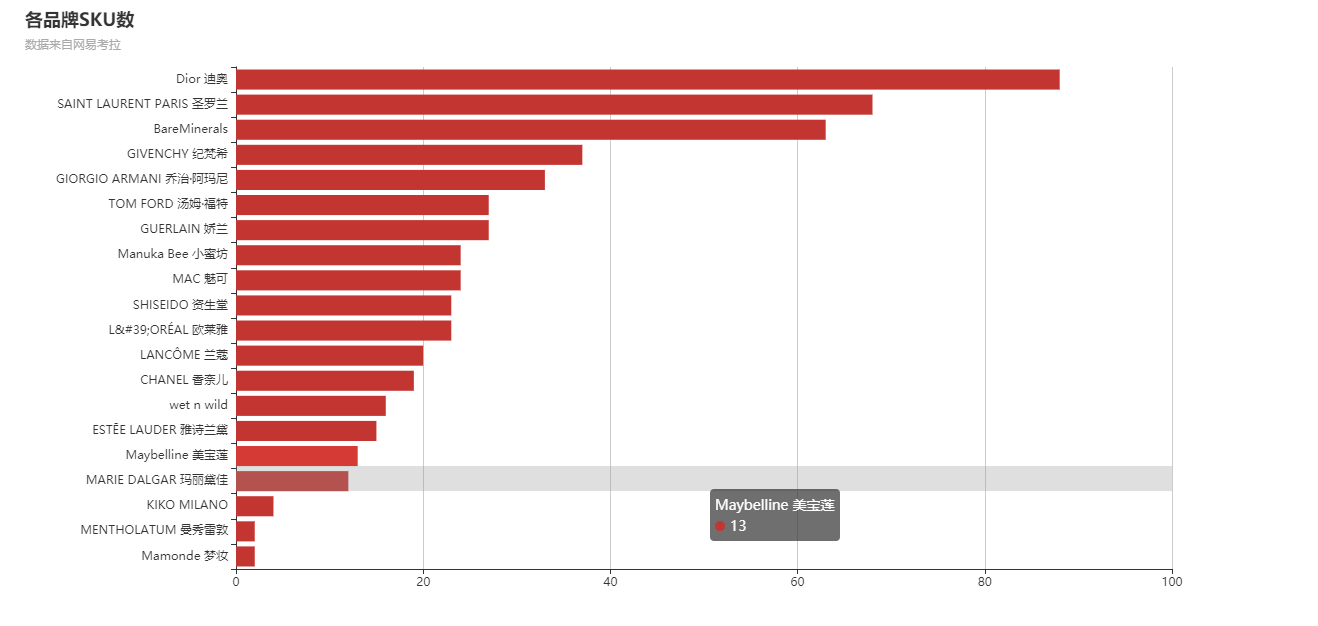 各品牌SKU数
数据来自网易考拉
Dior 迪奥
SAINT LAURENT PARIS 圣罗兰
BareMinerals
GIVENCHY 纪梵希
GIORGIO ARMANI 乔治·阿玛尼
TOM FORD 汤姆·福特
GUERLAIN 娇兰
Manuka Bee 小蜜坊
MAC 魅可
SHISEIDO 资生堂
L&#39;ORÉAL 欧莱雅
LANCÔME 兰蔻
CHANEL 香奈儿
wet n wild
ESTĒE LAUDER 雅诗兰黛
Maybelline 美宝莲
MARIE DALGAR 玛丽黛佳
KIKO MILANO
MENTHOLATUM 曼秀雷敦
Mamonde 梦妆
Maybelline 美宝莲
13
0 20 40 60 80 100